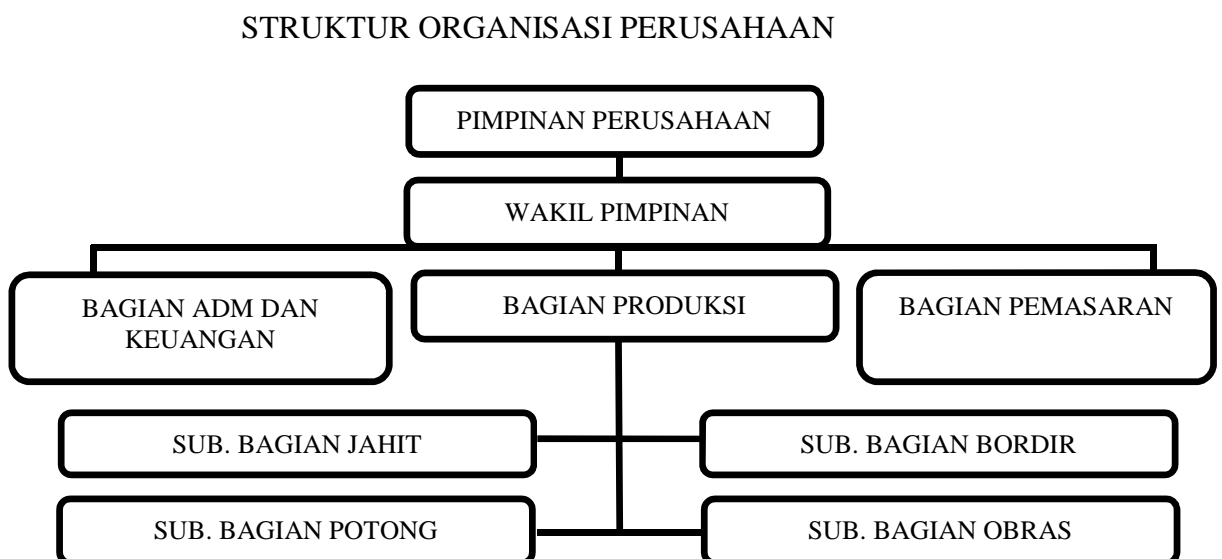 STRUKTUR ORGANISASI PERUSAHAAN
PIMPINAN PERUSAHAAN
WAKIL PIMPINAN
BAGIAN ADM DAN
KEUANGAN
BAGIAN PRODUKSI
BAGIAN PEMASARAN
SUB. BAGIAN JAHIT
SUB. BAGIAN BORDIR
SUB. BAGIAN POTONG
SUB. BAGIAN OBRAS